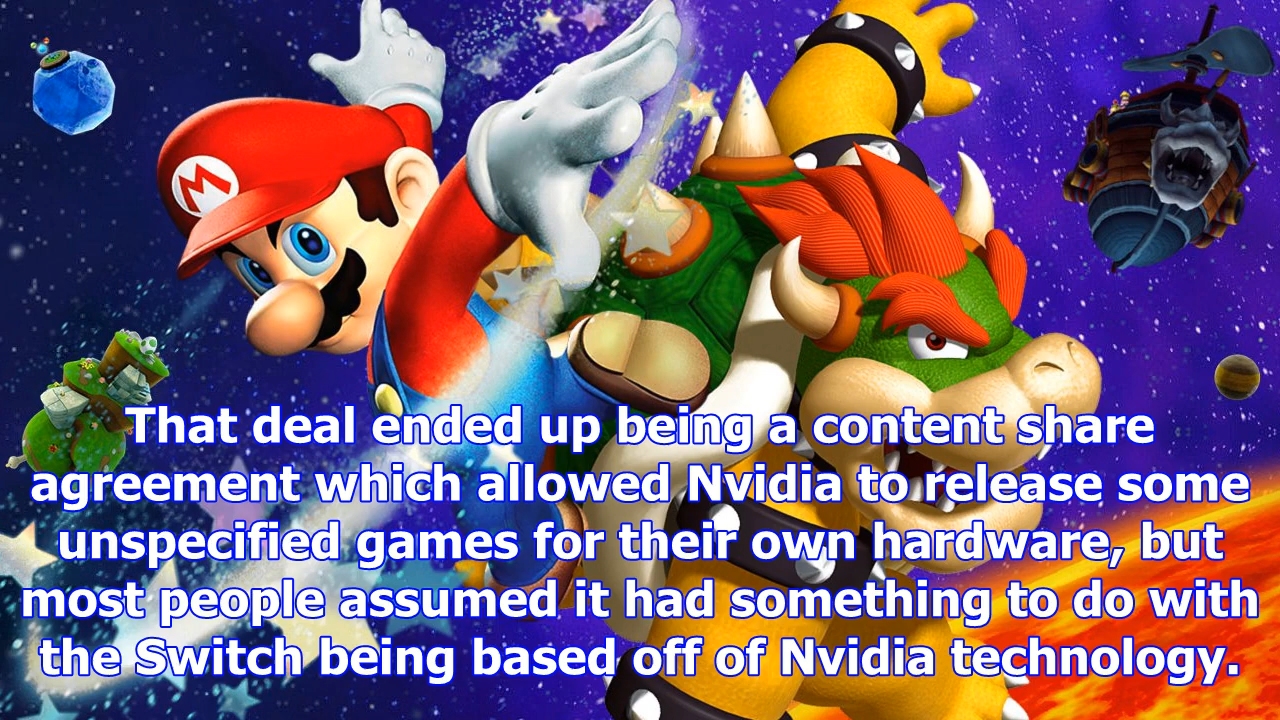 M
That deal ended up being a content share
agreement which allowed Nvidia to release some
unspecified games for their own hardware, but
most people assumed it had something to do with
the Switch being based off of Nvidia technology.